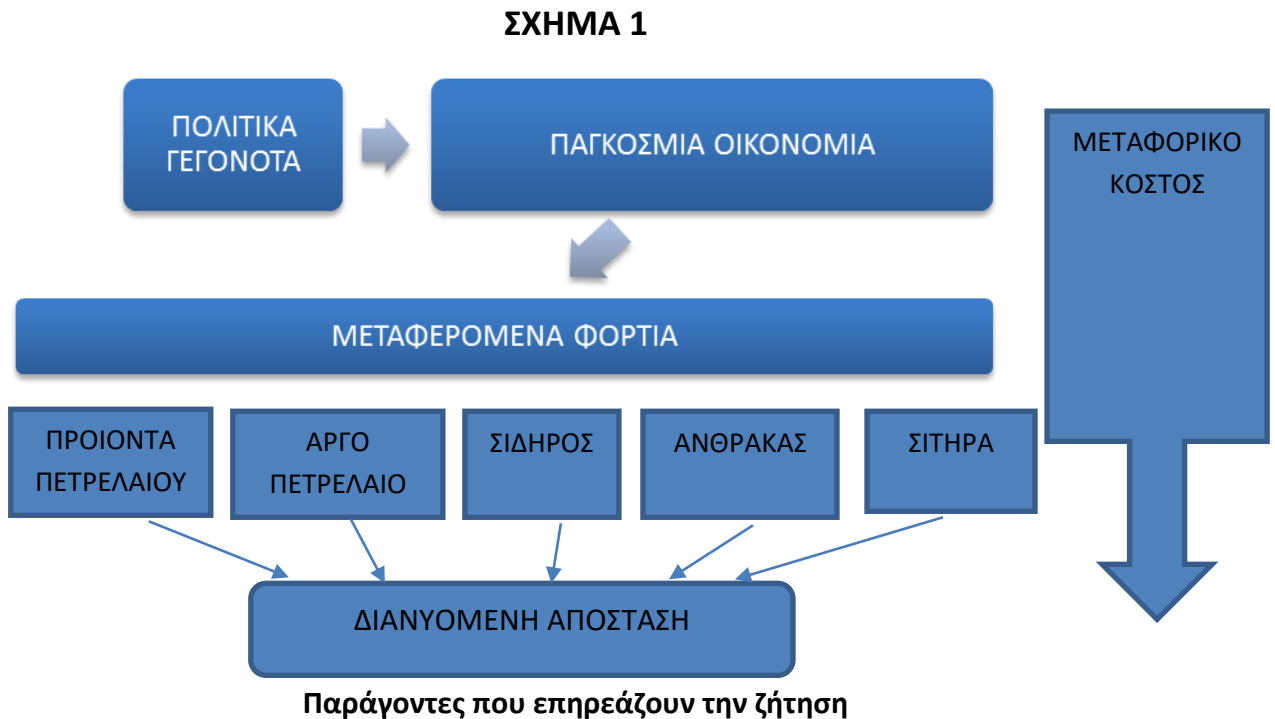 ΣΧΗΜΑ 1
ΠΟΛΙΤΙΚΑ
ΓΕΓΟΝΟΤΑ
ΠΑΓΚΟΣΜΙΑ ΟΙΚΟΝΟΜΙΑ
ΜΕΤΑΦΟΡΙΚΟ
ΚΟΣΤΟΣ
ΜΕΤΑΦΕΡΟΜΕΝΑ ΦΟΡΤΙΑ
ΠΡΟΙΟΝΤΑ
ΠΕΤΡΕΛΑΙΟΥ
ΑΡΓΟ
ΠΕΤΡΕΛΑΙΟ
ΣΙΔΗΡΟΣ
ΑΝΘΡΑΚΑΣ
ΣΙΤΗΡΑ
ΔΙΑΝΥΟΜΕΝΗ ΑΠΟΣΤΑΣΗ
Παράγοντες που επηρεάζουν την ζήτηση